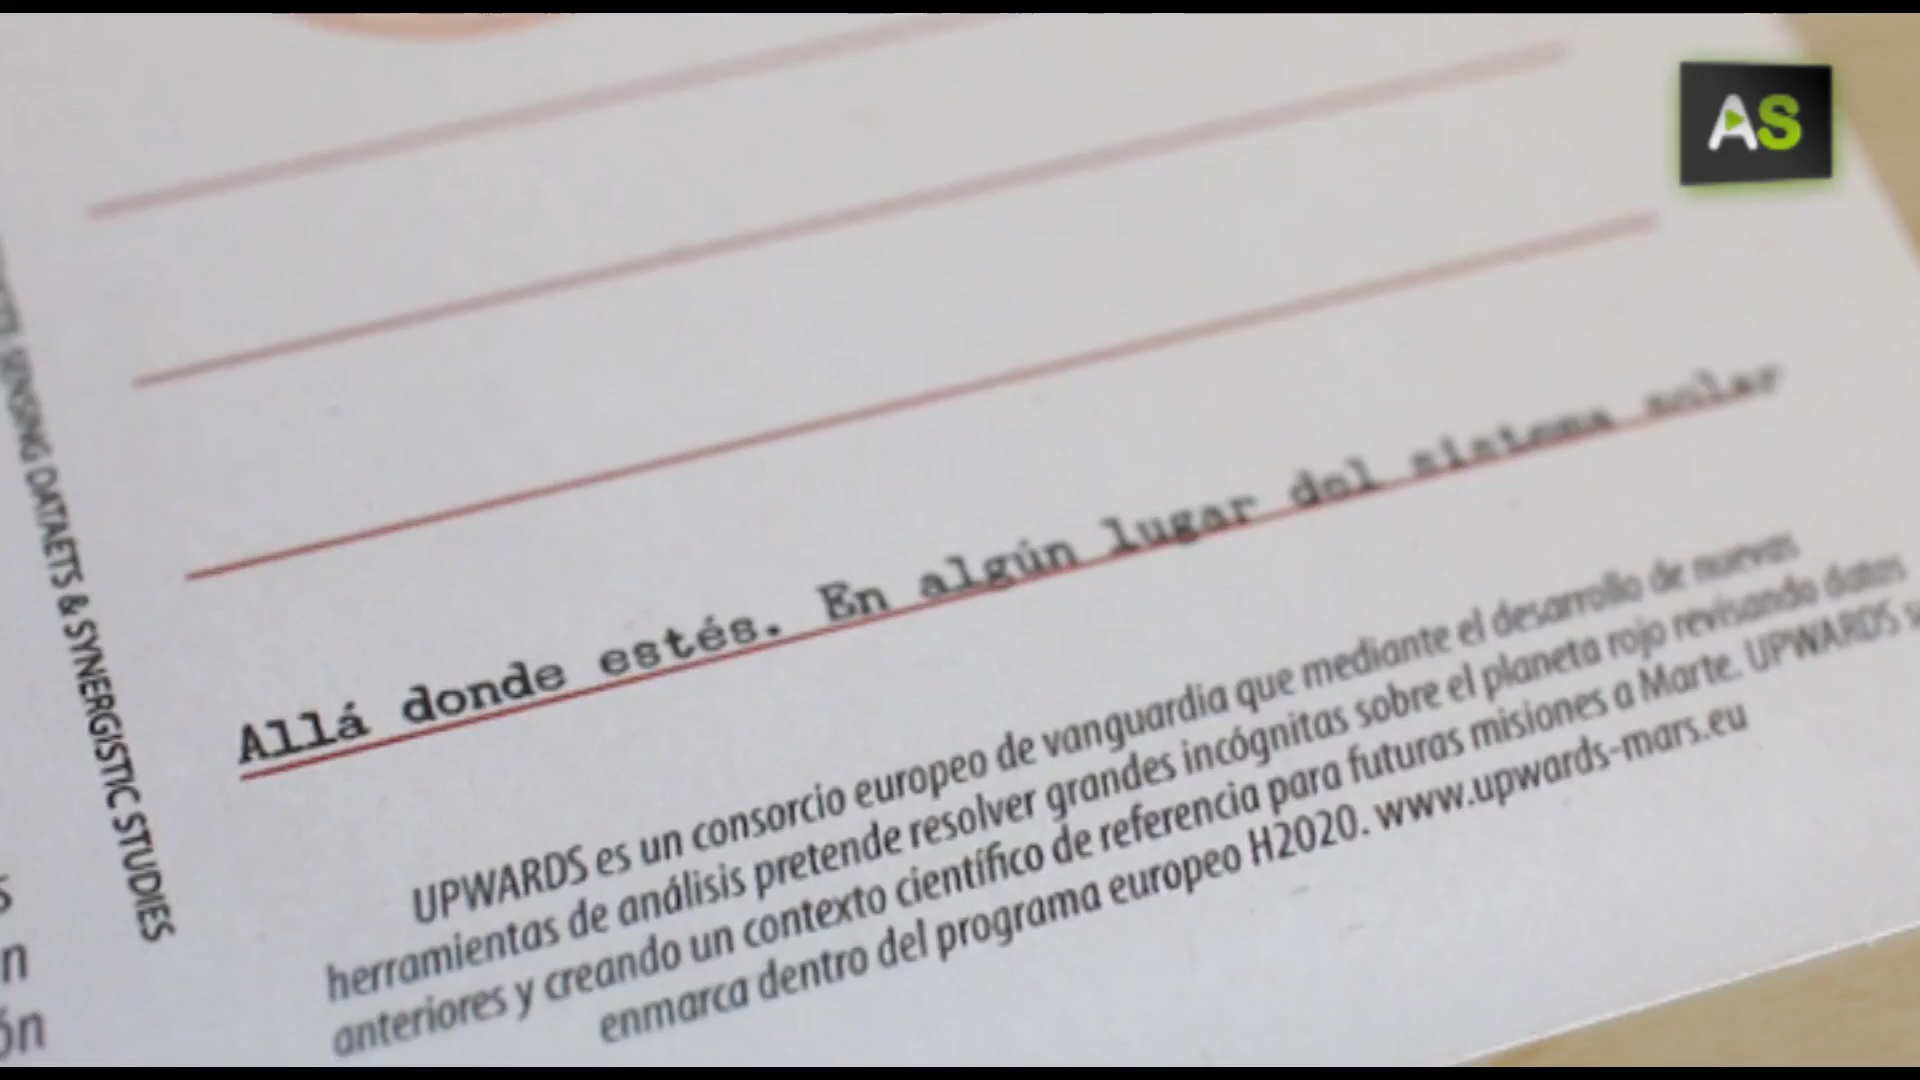 AS
SENSING DATAETS & SYNERGISTIC STUDIES
Allá donde estés. En algún lugar del sistema solar
UPWARDS es un consorcio europeo de vanguardia que mediante el desarrollo de nuevas
herramientas de análisis pretende resolver grandes incógnitas sobre el planeta rojo revisando datos
anteriores y creando un contexto científico de referencia para futuras misiones a Marte. UPWARDS
enmarca dentro del programa europeo H2020. www.upwards-mars.eu
n
ón